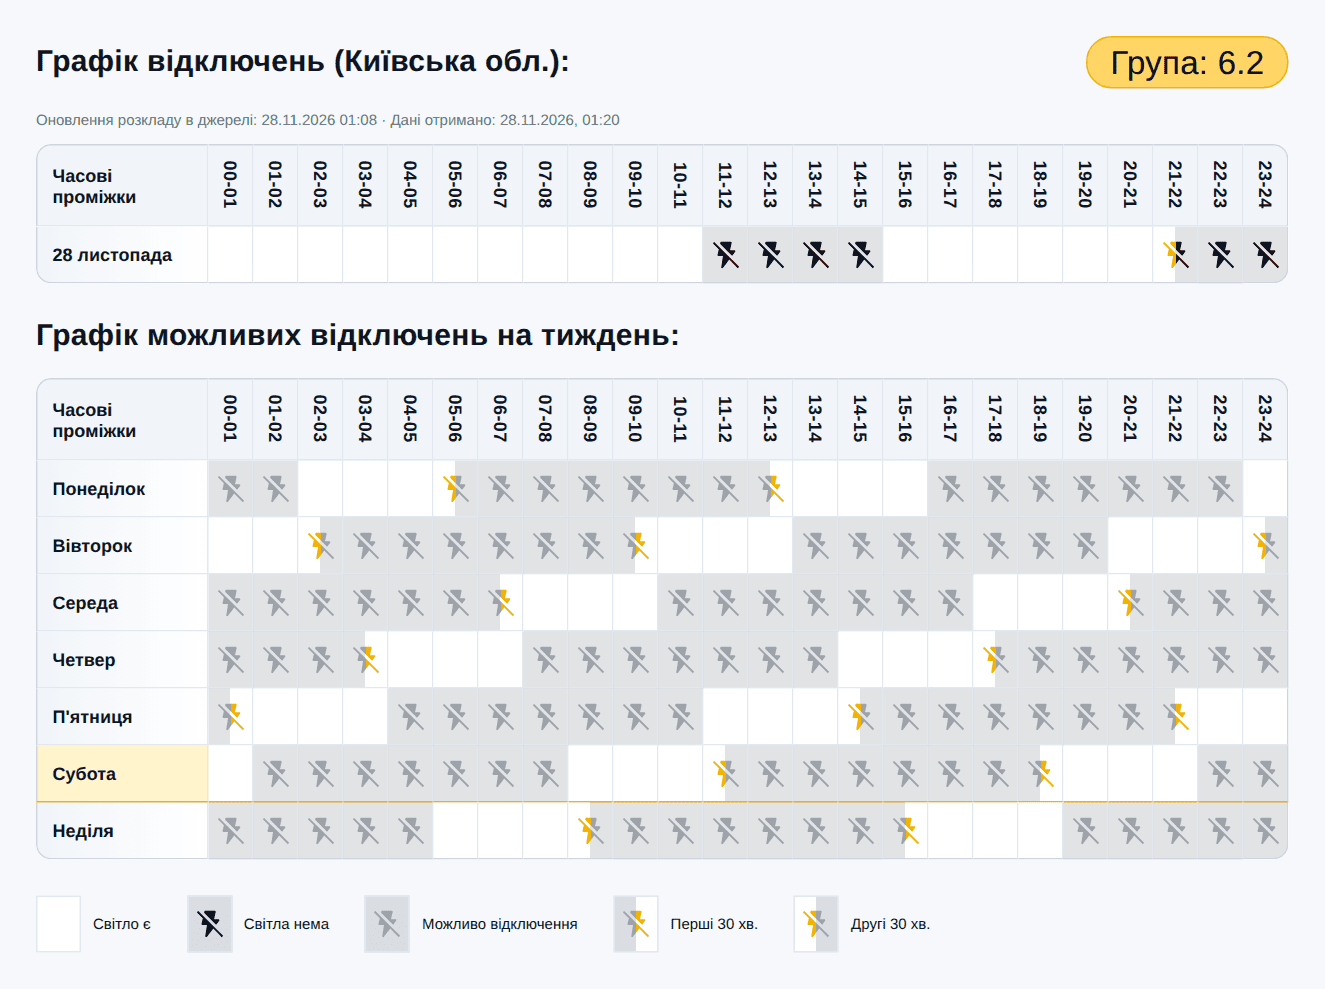 Графік відключень (Київська обл.):
Група: 6.2
Оновлення розкладу в джерелі: 28.11.2026 01:08 · Дані отримано: 28.11.2026, 01:20
Часові проміжки 00-01 01-02 02-03 03-04 04-05 05-06 06-07 07-08 08-09 09-10 10-11 11-12 12-13 13-14 14-15 15-16 16-17 17-18 18-19 19-20 20-21 21-22 22-23 23-24
28 листопада
Графік можливих відключень на тиждень:
Часові проміжки 00-01 01-02 02-03 03-04 04-05 05-06 06-07 07-08 08-09 09-10 10-11 11-12 12-13 13-14 14-15 15-16 16-17 17-18 18-19 19-20 20-21 21-22 22-23 23-24
Понеділок
Вівторок
Середа
Четвер
П'ятниця
Субота
Неділя
Світло є
Світла нема
Можливо відключення
Перші 30 хв.
Другі 30 хв.